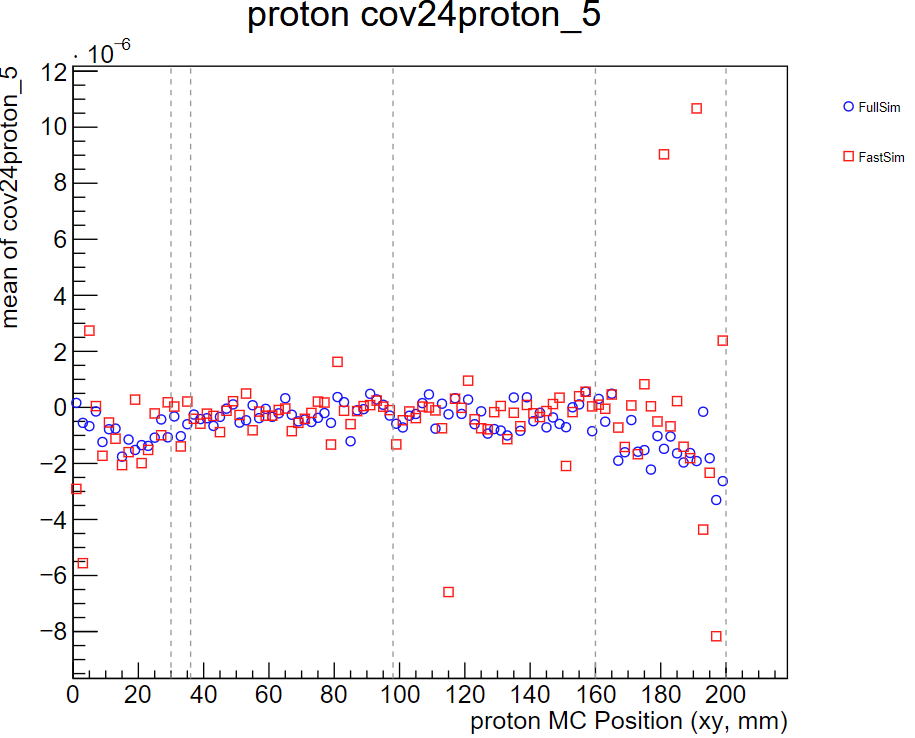 proton cov24proton_5
· 10⁻⁶
mean of cov24proton_5
12
10
8
6
4
2
0
−2
−4
−6
−8
0 20 40 60 80 100 120 140 160 180 200
proton MC Position (xy, mm)
FullSim
FastSim